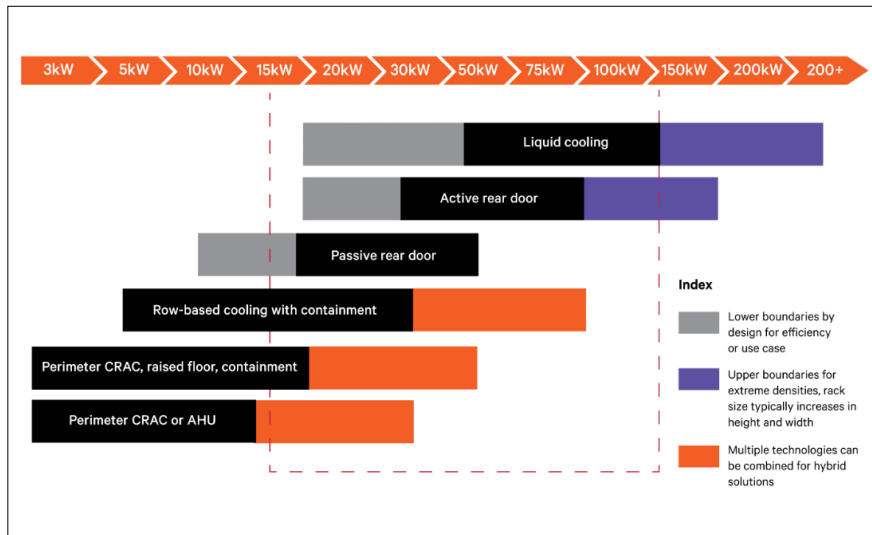 3kW 5kW 10kW 15kW 20kW 30kW 50kW 75kW 100kW 150kW 200kW 200+
Liquid cooling
Active rear door
Passive rear door
Row-based cooling with containment
Perimeter CRAC, raised floor, containment
Perimeter CRAC or AHU
Index
Lower boundaries by
design for efficiency
or use case
Upper boundaries for
extreme densities, rack
size typically increases in
height and width
Multiple technologies can
be combined for hybrid
solutions